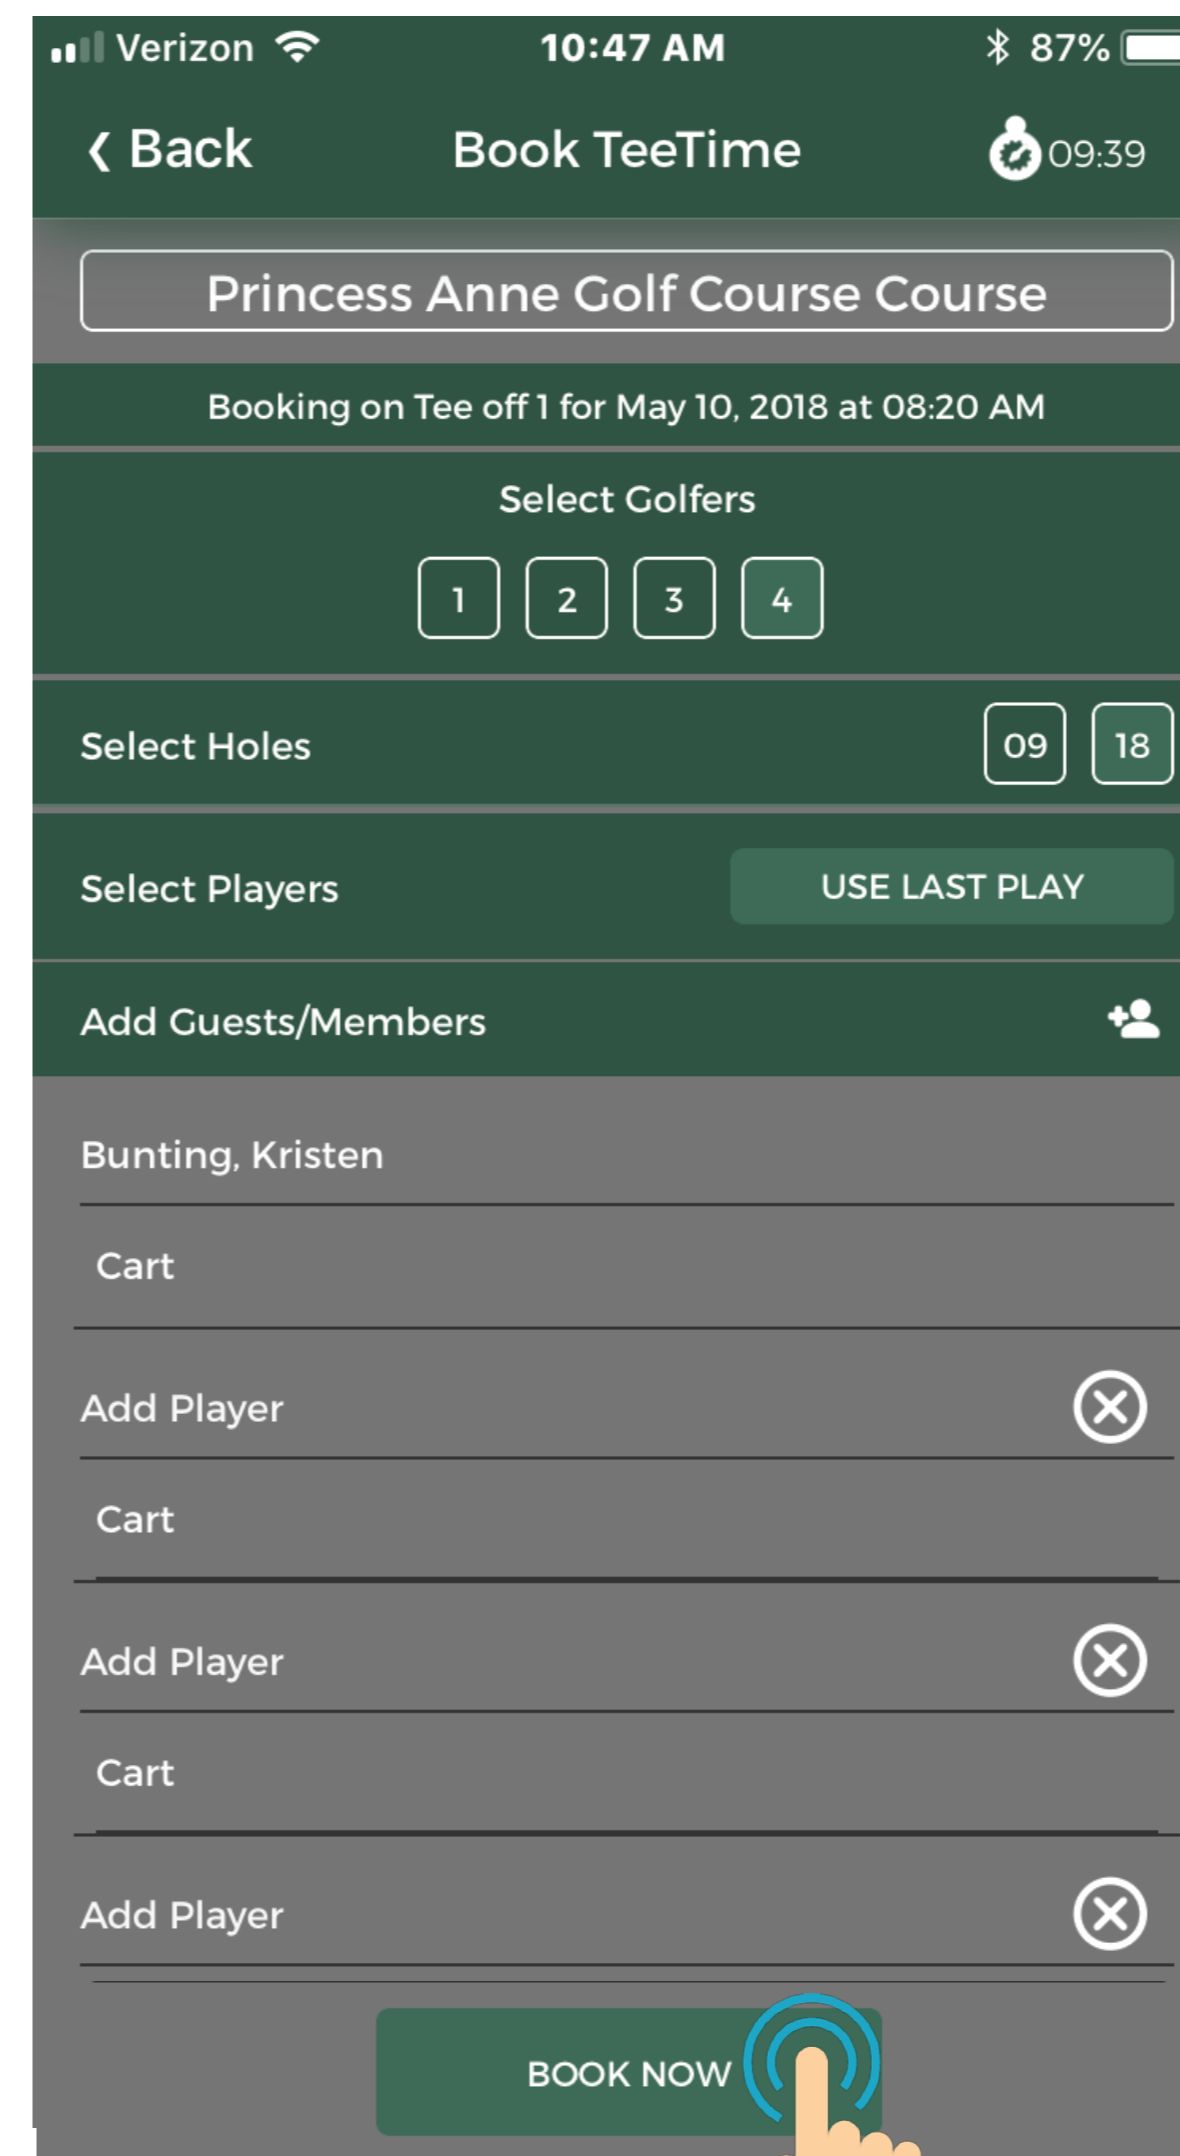 Verizon 10:47 AM 87%
Back Book TeeTime 09:39
Princess Anne Golf Course Course
Booking on Tee off 1 for May 10, 2018 at 08:20 AM
Select Golfers
1 2 3 4
Select Holes 09 18
Select Players USE LAST PLAY
Add Guests/Members
Bunting, Kristen
Cart
Add Player
Cart
Add Player
Cart
Add Player
BOOK NOW